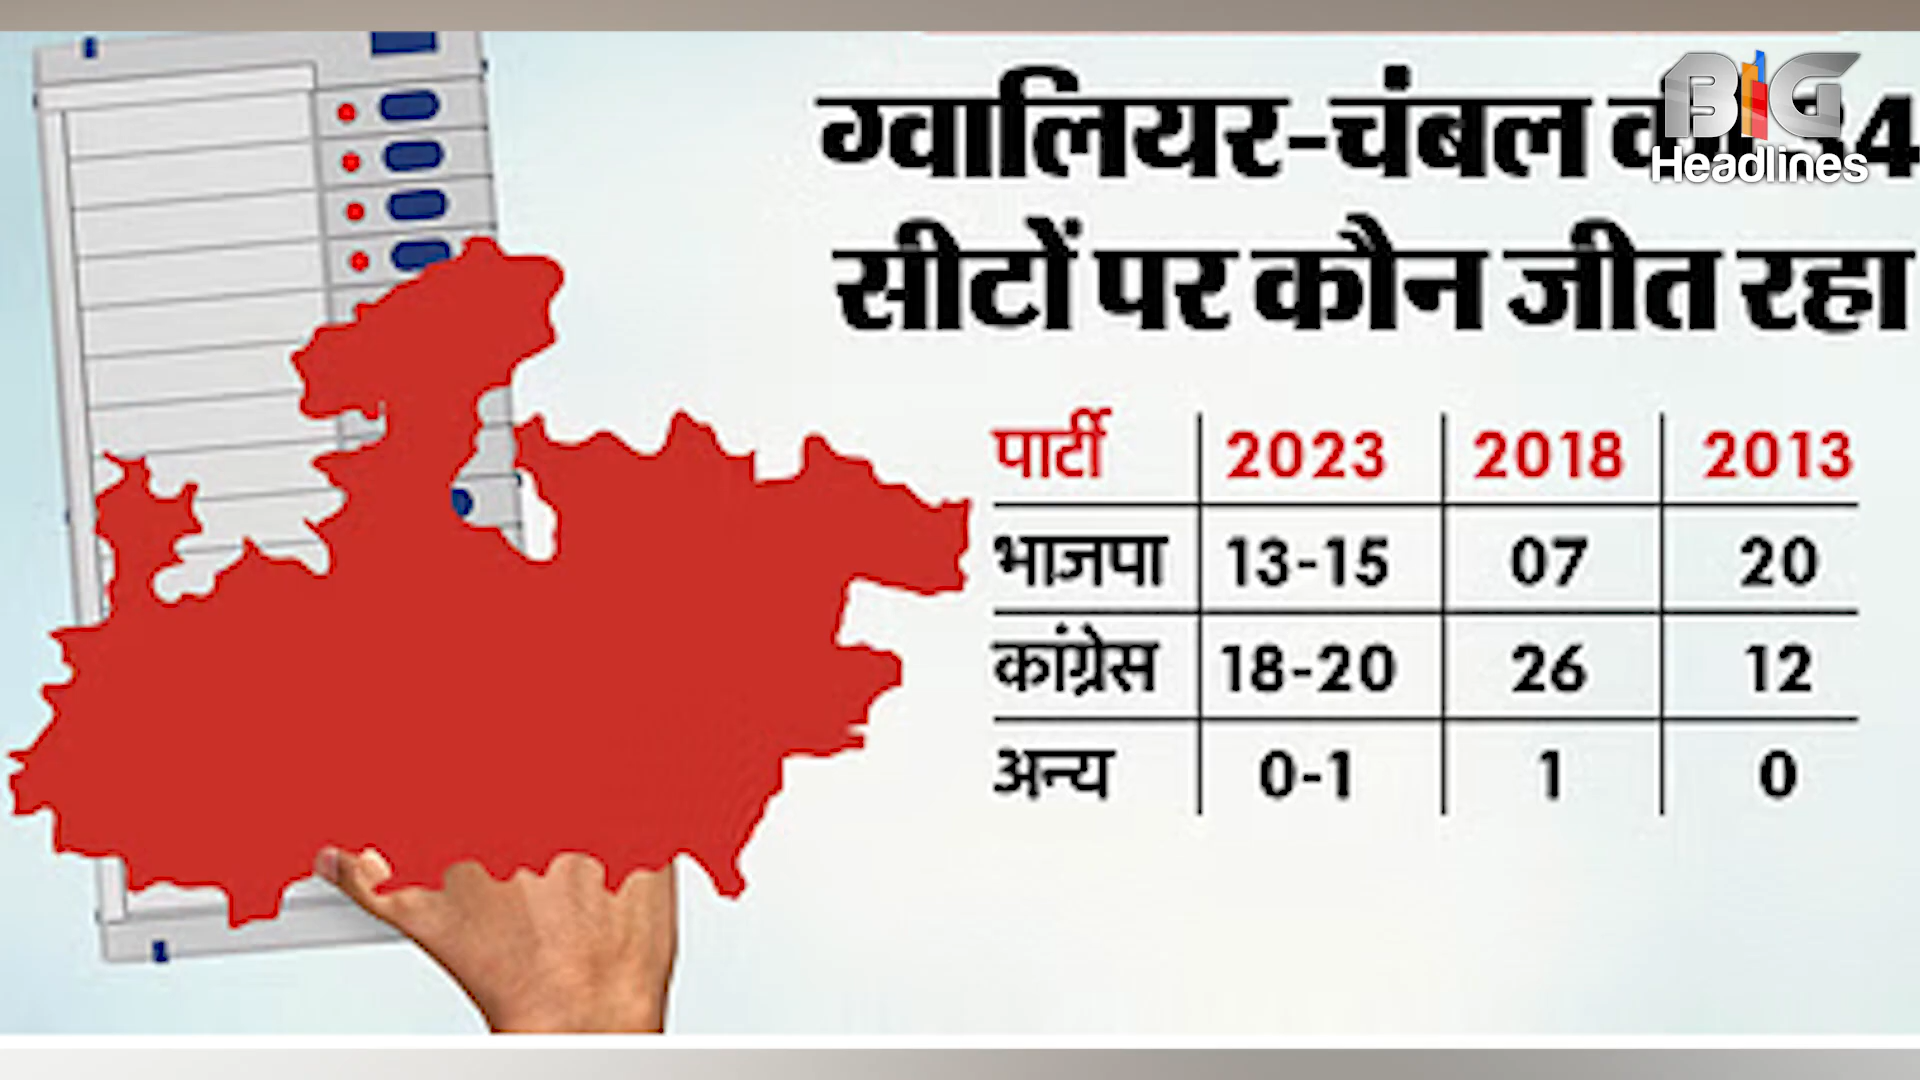 BIG
Headlines
ग्वालियर-चंबल
सीटों पर कौन जीत रहा
पार्टी 2023 2018 2013
भाजपा 13-15 07 20
कांग्रेस 18-20 26 12
अन्य 0-1 1 0